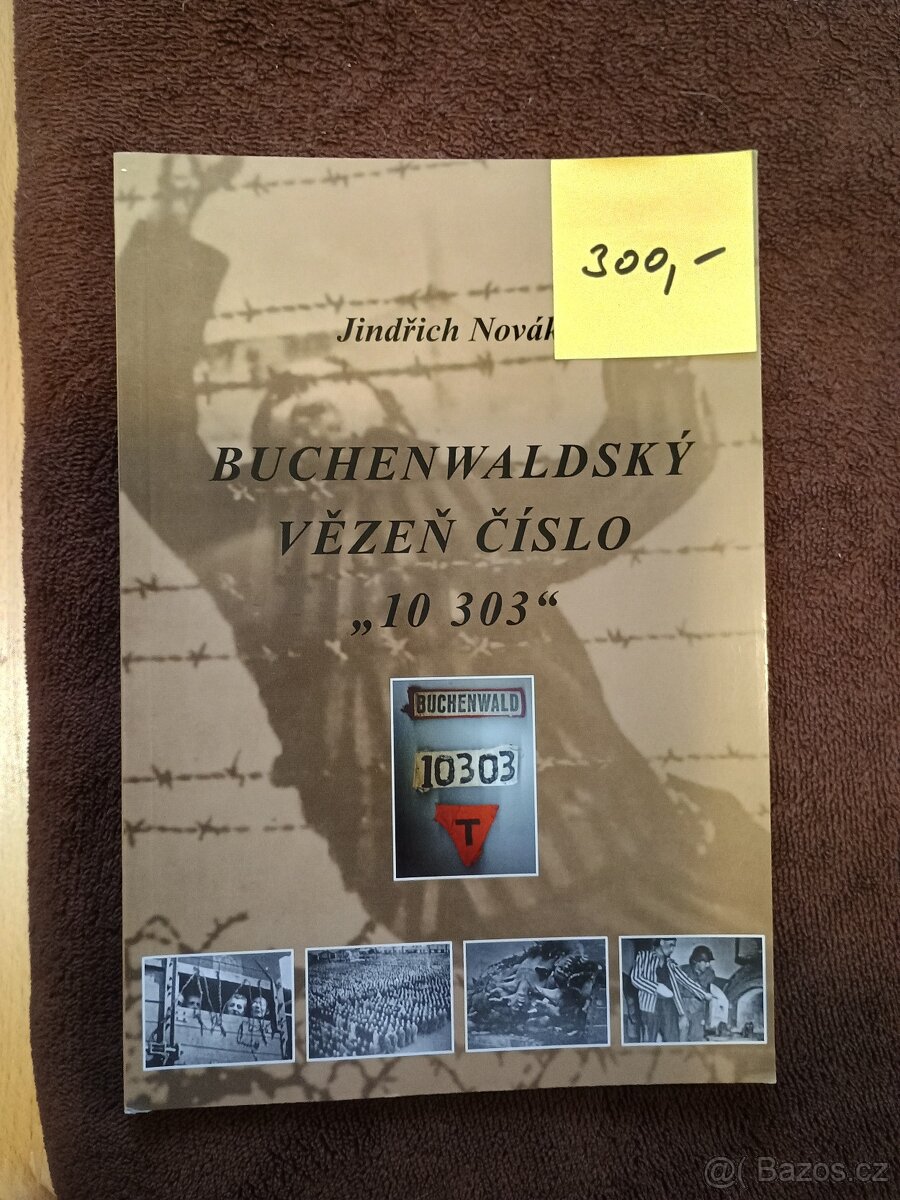 300,-
Jindřich Novák
BUCHENWALDSKÝ
VĚZEŇ ČÍSLO
„10 303“
BUCHENWALD
10303
T
@( Bazos.cz